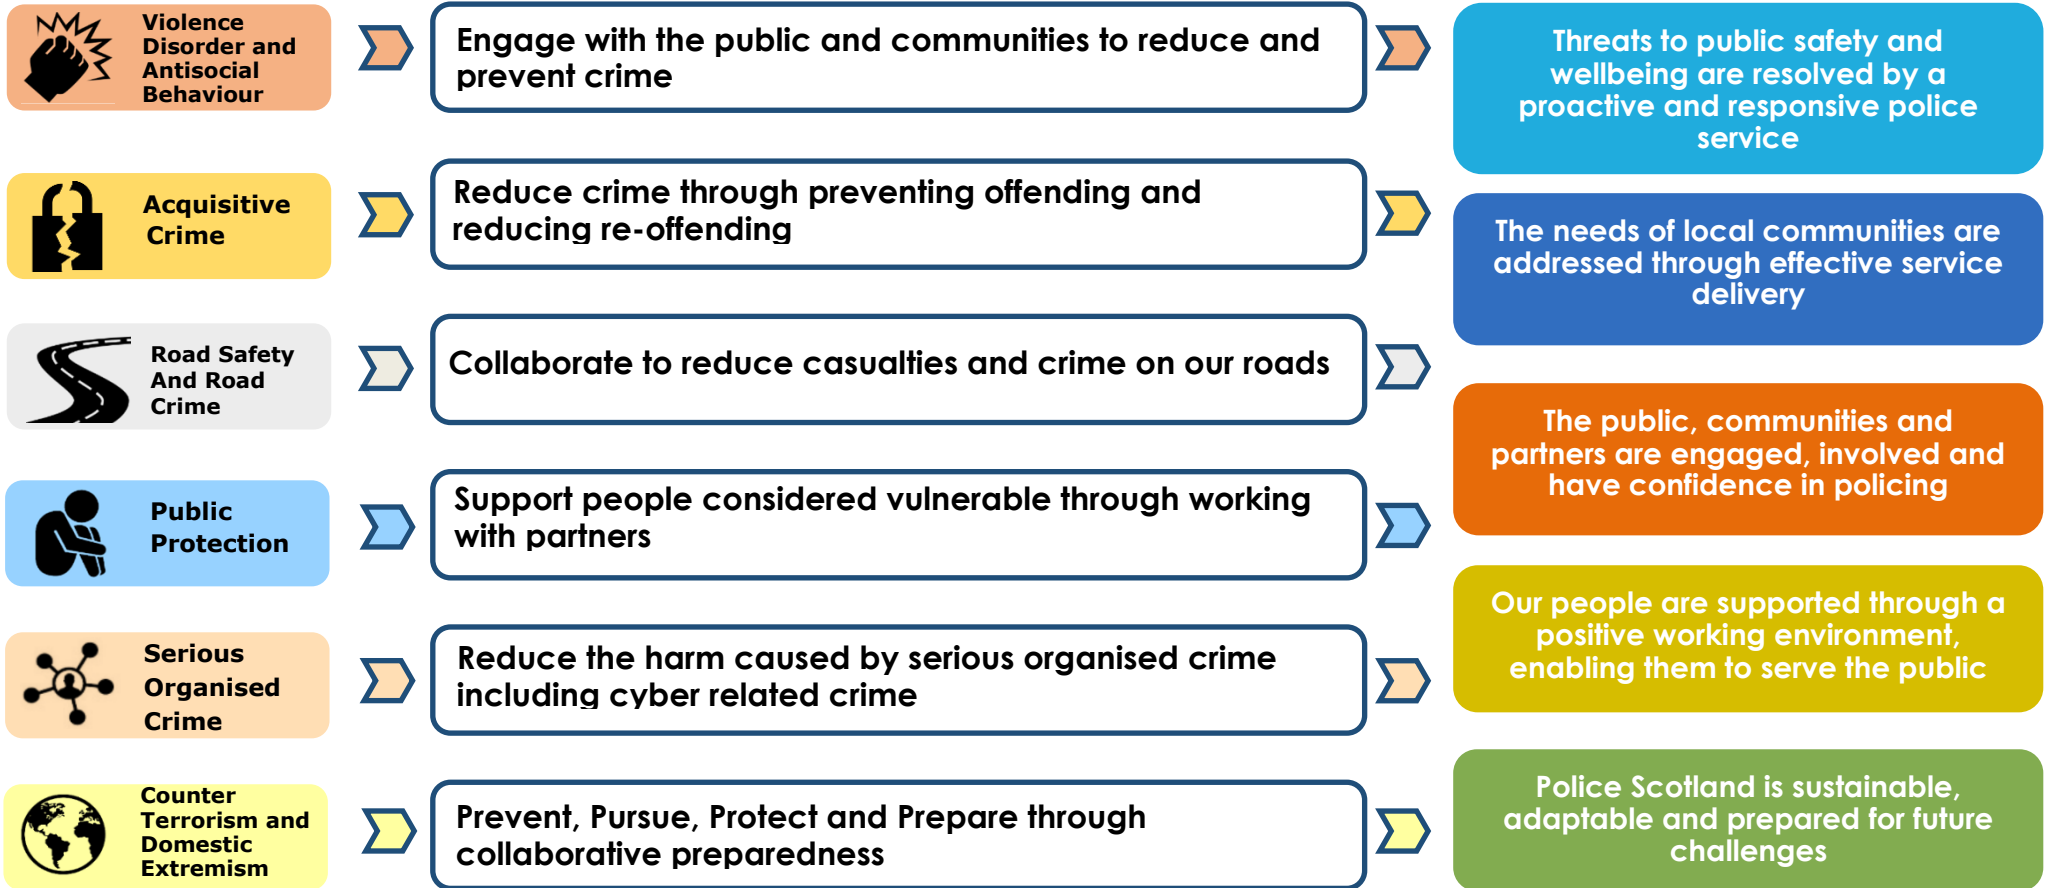 Violence
Disorder and
Antisocial
Behaviour
Engage with the public and communities to reduce and
prevent crime
Threats to public safety and
wellbeing are resolved by a
proactive and responsive police
service
Acquisitive
Crime
Reduce crime through preventing offending and
reducing re-offending
The needs of local communities are
addressed through effective service
delivery
Road Safety
And Road
Crime
Collaborate to reduce casualties and crime on our roads
The public, communities and
partners are engaged, involved and
have confidence in policing
Public
Protection
Support people considered vulnerable through working
with partners
Our people are supported through a
positive working environment,
enabling them to serve the public
Serious
Organised
Crime
Reduce the harm caused by serious organised crime
including cyber related crime
Police Scotland is sustainable,
adaptable and prepared for future
challenges
Counter
Terrorism and
Domestic
Extremism
Prevent, Pursue, Protect and Prepare through
collaborative preparedness